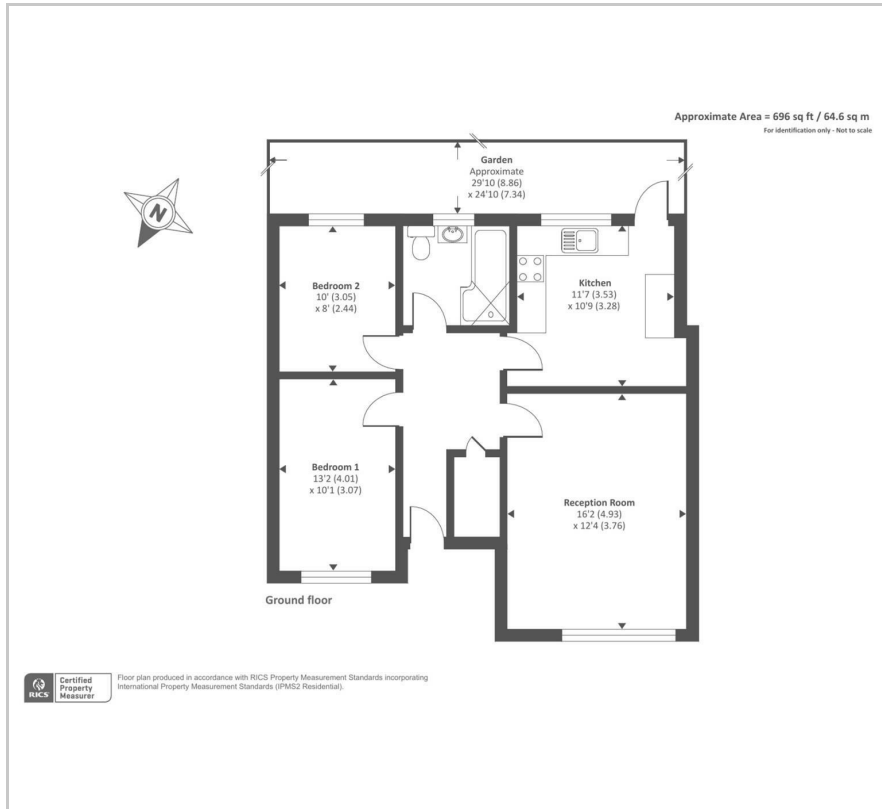 Approximate Area = 696 sq ft / 64.6 sq m
For identification only - Not to scale
Garden
Approximate
29'10 (8.86)
x 24'10 (7.34)
N
Bedroom 2
10' (3.05)
x 8' (2.44)
Kitchen
11'7 (3.53)
x 10'9 (3.28)
Bedroom 1
13'2 (4.01)
x 10'1 (3.07)
Reception Room
16'2 (4.93)
x 12'4 (3.76)
Ground floor
RICS
Certified
Property
Measurer
Floor plan produced in accordance with RICS Property Measurement Standards incorporating
International Property Measurement Standards (IPMS2 Residential).